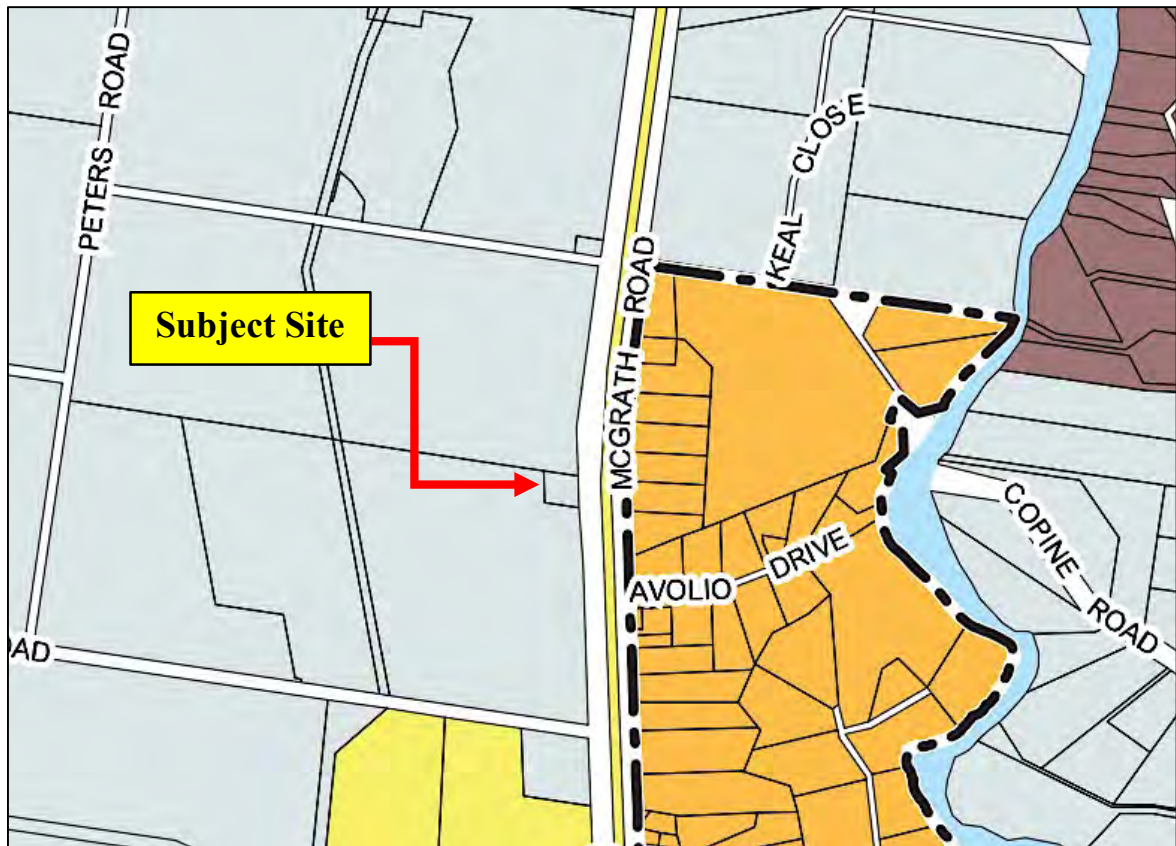 PETERS ROAD
KEAL CLOSE
MCGRATH ROAD
Subject Site
AVOLIO DRIVE
COPINE ROAD
OAD